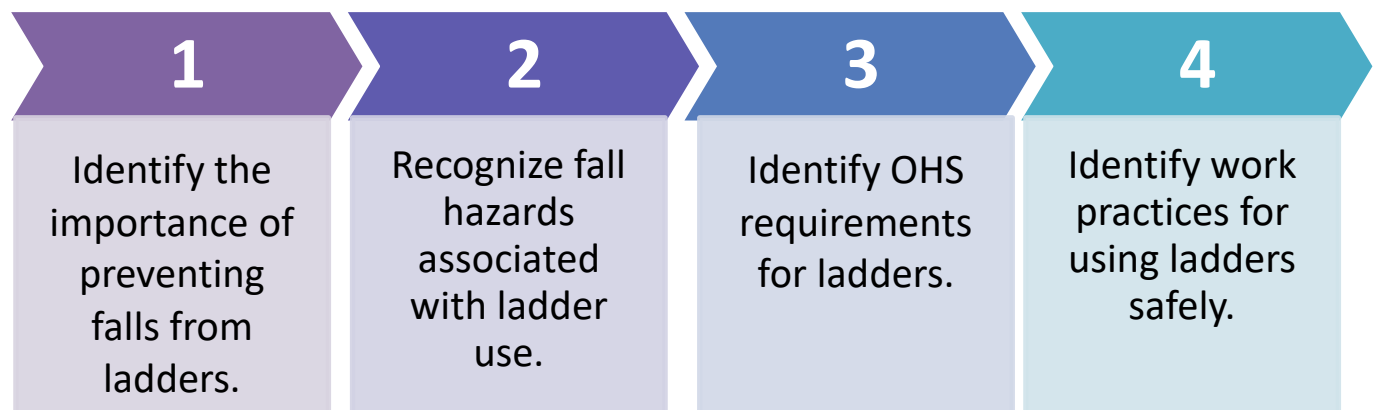 1
Identify the
importance of
preventing
falls from
ladders.
2
Recognize fall
hazards
associated
with ladder
use.
3
Identify OHS
requirements
for ladders.
4
Identify work
practices for
using ladders
safely.